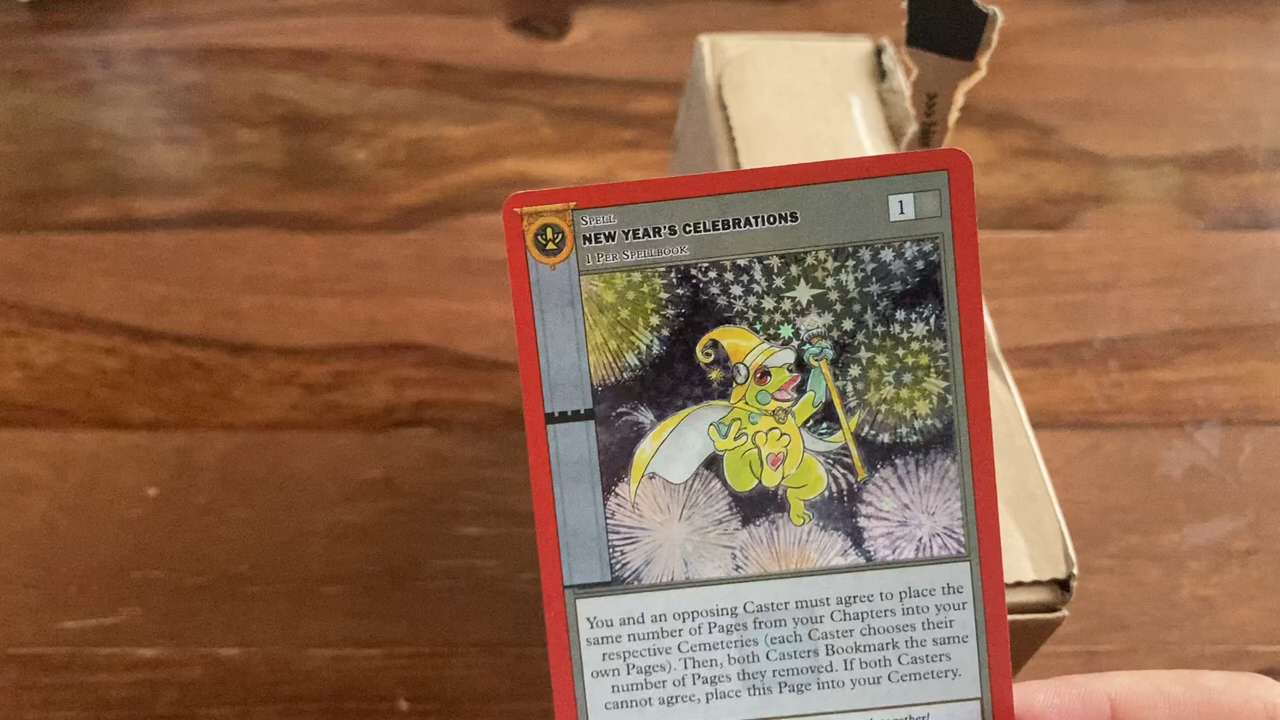 SPELL
NEW YEAR'S CELEBRATIONS
1
1 PER SPELLBOOK
You and an opposing Caster must agree to place the
same number of Pages from your Chapters into your
respective Cemeteries (each Caster chooses their
own Pages). Then, both Casters Bookmark the same
number of Pages they removed. If both Casters
cannot agree, place this Page into your Cemetery.